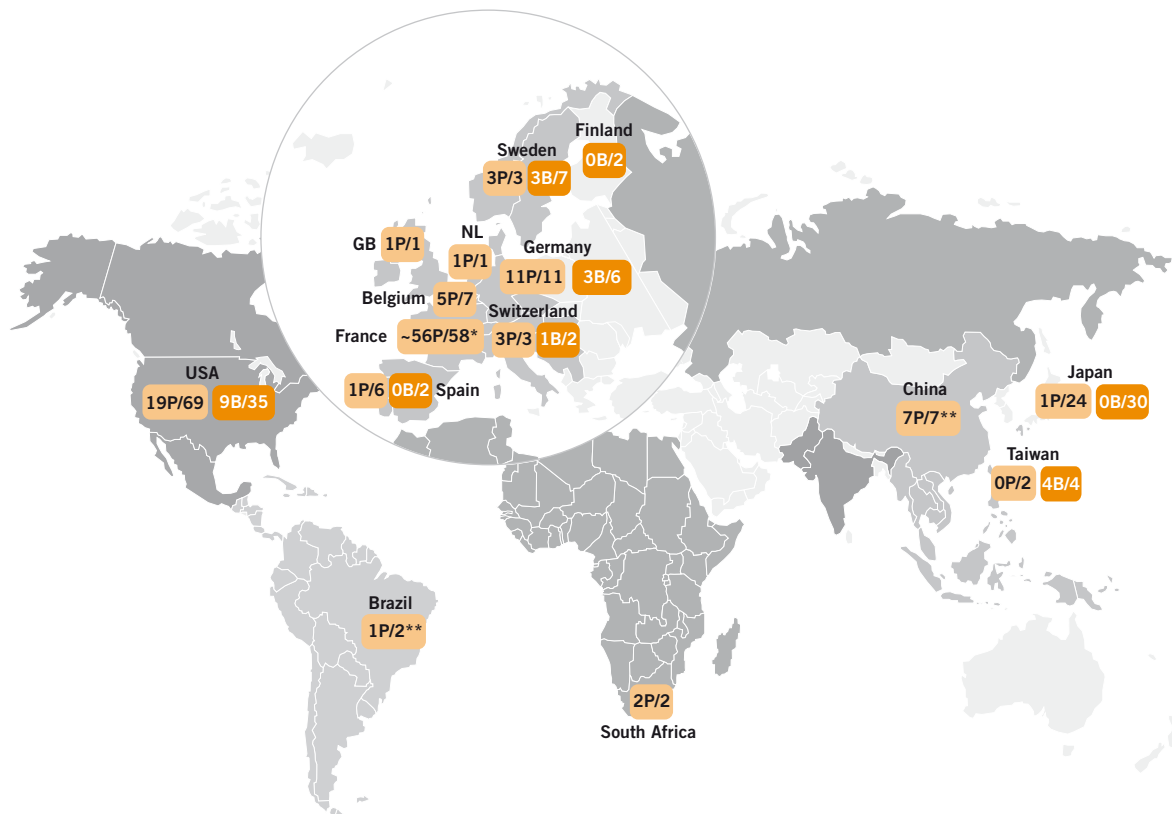 Finland
0B/2
Sweden
3P/3 3B/7
GB 1P/1
NL
1P/1
Germany
11P/11 3B/6
Belgium 5P/7
Switzerland
3P/3 1B/2
France ~56P/58*
1P/6 0B/2 Spain
USA
19P/69 9B/35
China
7P/7**
Japan
1P/24 0B/30
Taiwan
0P/2 4B/4
Brazil
1P/2**
2P/2
South Africa